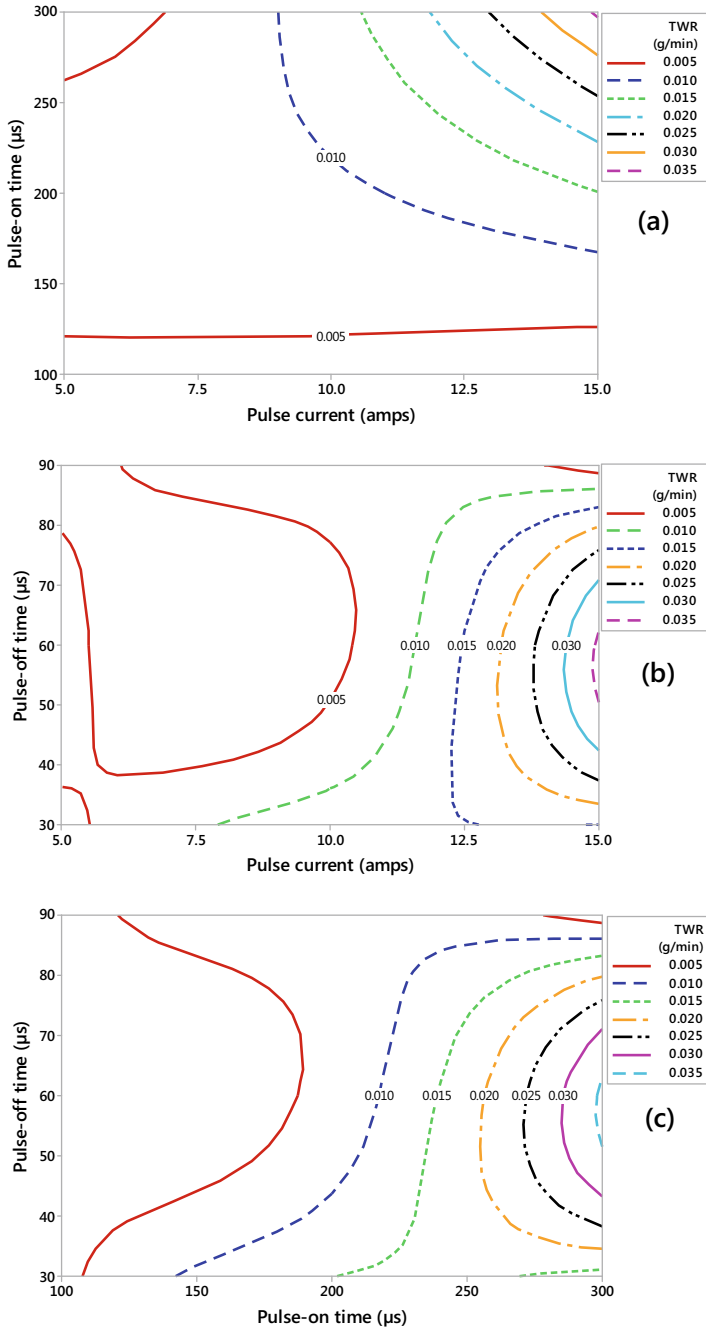 300
250
200
150
100
Pulse-on time (µs)
5.0 7.5 10.0 12.5 15.0
Pulse current (amps)
0.010
0.005
TWR
(g/min)
0.005
0.010
0.015
0.020
0.025
0.030
0.035
(a)
90
80
70
60
50
40
30
Pulse-off time (µs)
5.0 7.5 10.0 12.5 15.0
Pulse current (amps)
0.005
0.010
0.015
0.020
0.030
TWR
(g/min)
0.005
0.010
0.015
0.020
0.025
0.030
0.035
(b)
90
80
70
60
50
40
30
Pulse-off time (µs)
100 150 200 250 300
Pulse-on time (µs)
0.010
0.015
0.020
0.025
0.030
TWR
(g/min)
0.005
0.010
0.015
0.020
0.025
0.030
0.035
(c)